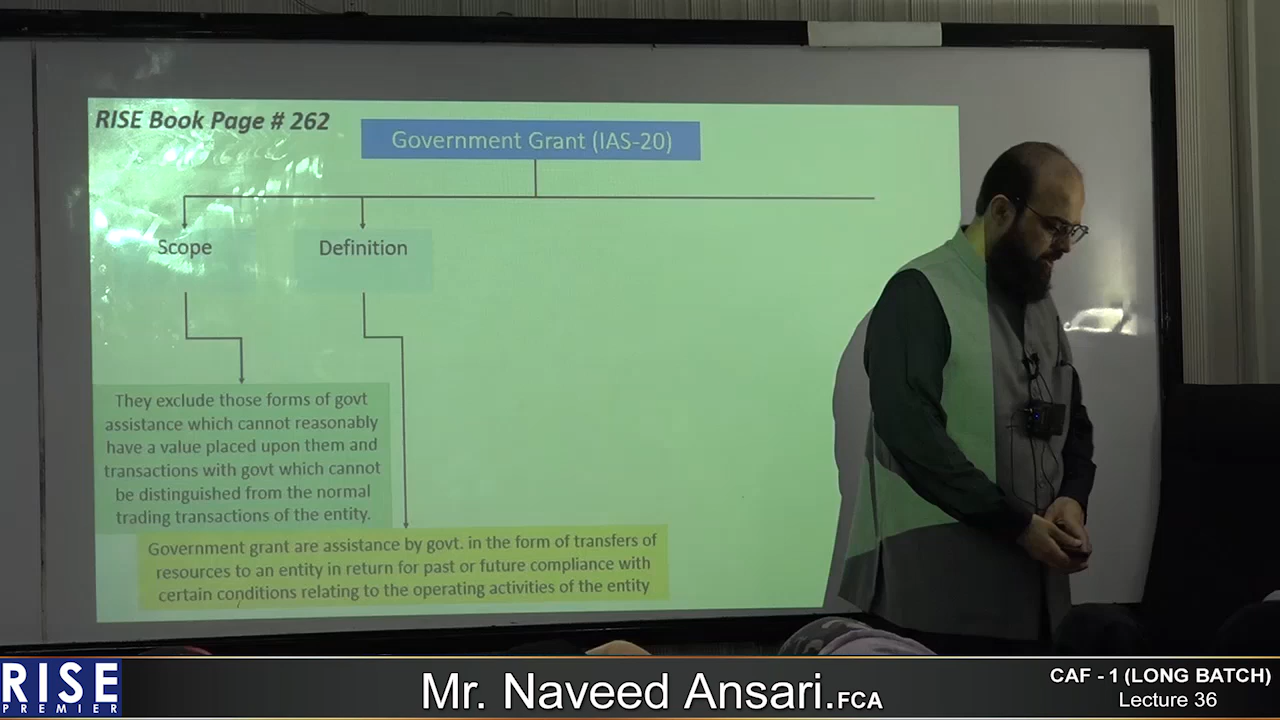 RISE Book Page # 262
Government Grant (IAS-20)
Scope
Definition
They exclude those forms of govt
assistance which cannot reasonably
have a value placed upon them and
transactions with govt which cannot
be distinguished from the normal
trading transactions of the entity.
Government grant are assistance by govt. in the form of transfers of
resources to an entity in return for past or future compliance with
certain conditions relating to the operating activities of the entity
RISE
PREMIER
Mr. Naveed Ansari.FCA
CAF - 1 (LONG BATCH)
Lecture 36